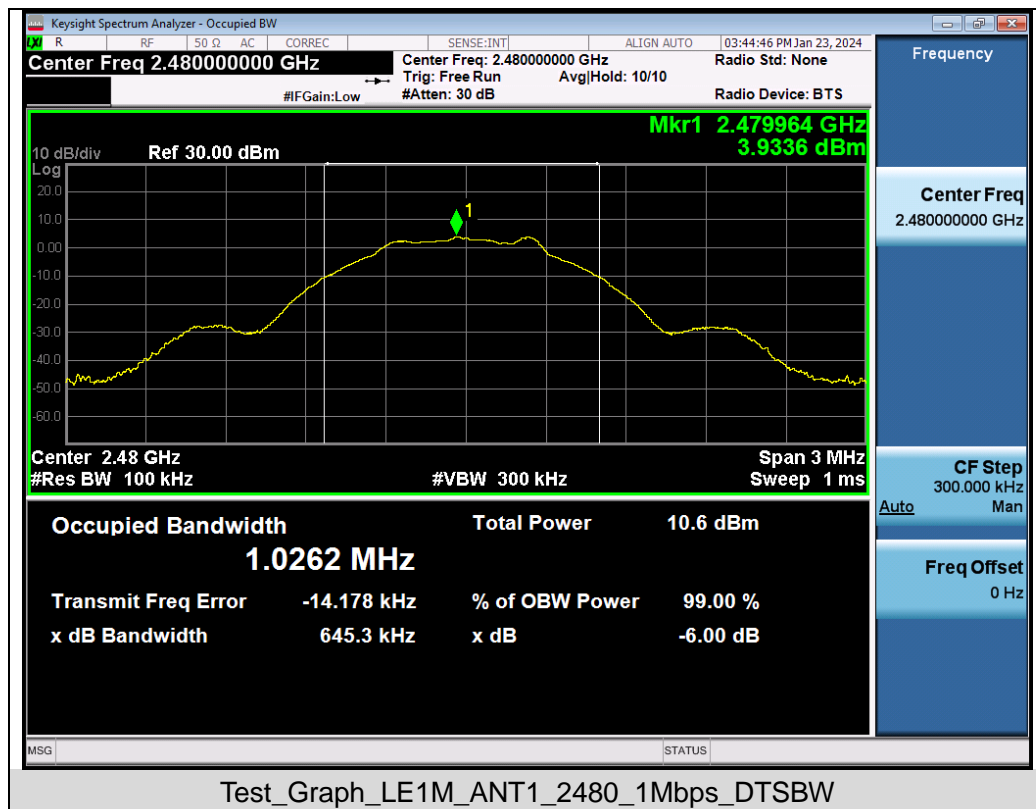 Keysight Spectrum Analyzer - Occupied BW
LXI R RF 50 Ω AC CORREC SENSE:INT ALIGN AUTO 03:44:46 PM Jan 23, 2024
Center Freq 2.480000000 GHz
Center Freq: 2.480000000 GHz Radio Std: None
Trig: Free Run Avg|Hold: 10/10
#IFGain:Low #Atten: 30 dB Radio Device: BTS
Mkr1 2.479964 GHz
3.9336 dBm
10 dB/div Ref 30.00 dBm
Log
20.0
10.0
0.00
-10.0
-20.0
-30.0
-40.0
-50.0
-60.0
1
Center 2.48 GHz Span 3 MHz
#Res BW 100 kHz #VBW 300 kHz Sweep 1 ms
Occupied Bandwidth Total Power 10.6 dBm
1.0262 MHz
Transmit Freq Error -14.178 kHz % of OBW Power 99.00 %
x dB Bandwidth 645.3 kHz x dB -6.00 dB
Frequency
Center Freq
2.480000000 GHz
CF Step
300.000 kHz
Auto Man
Freq Offset
0 Hz
MSG STATUS
Test_Graph_LE1M_ANT1_2480_1Mbps_DTSBW